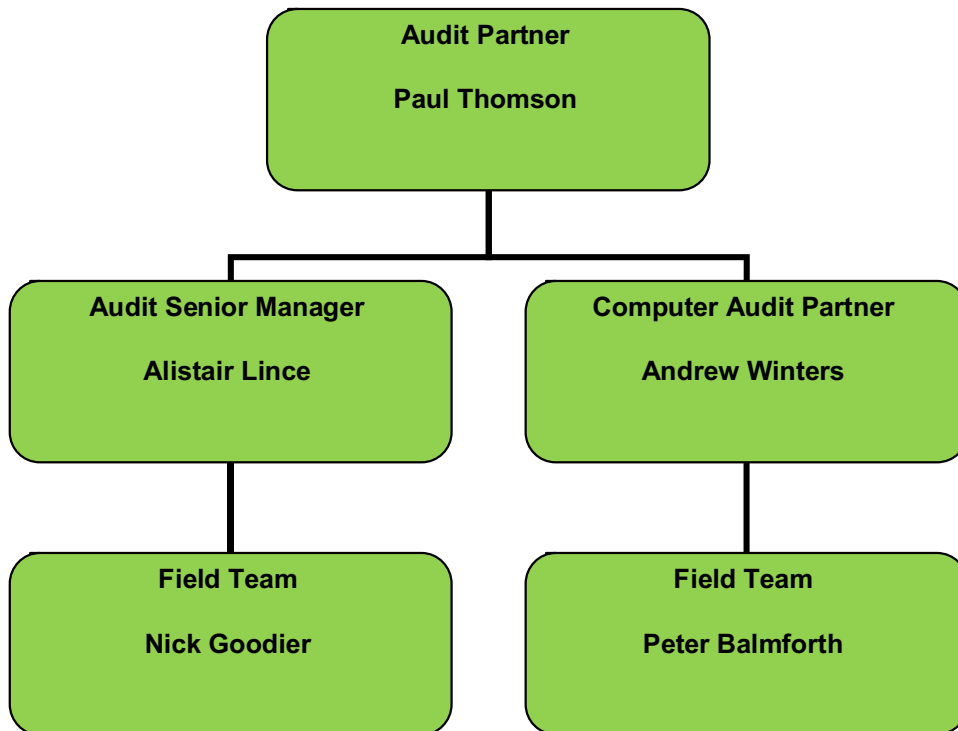 Audit Partner
Paul Thomson
Audit Senior Manager
Alistair Lince
Computer Audit Partner
Andrew Winters
Field Team
Nick Goodier
Field Team
Peter Balmforth